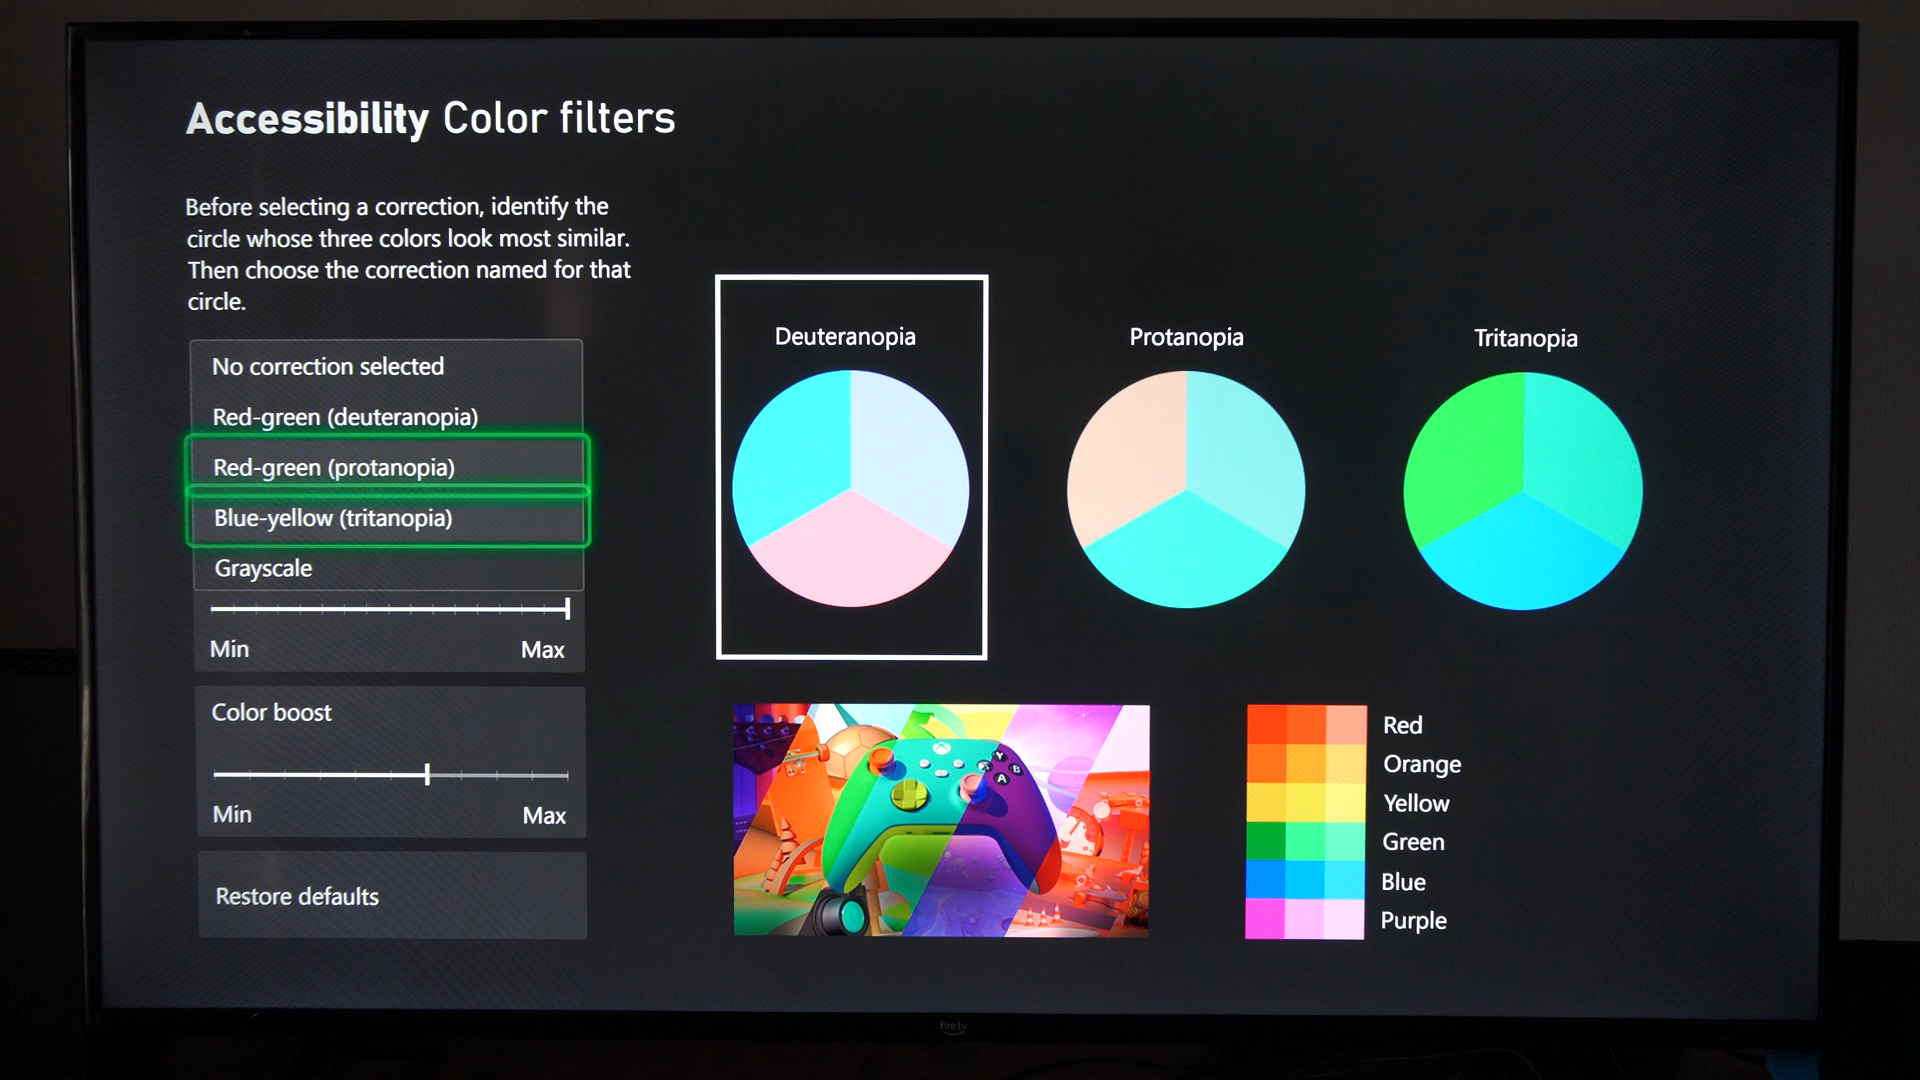 Accessibility Color filters
Before selecting a correction, identify the
circle whose three colors look most similar.
Then choose the correction named for that
circle.
No correction selected
Red-green (deuteranopia)
Red-green (protanopia)
Blue-yellow (tritanopia)
Grayscale
Min Max
Color boost
Min Max
Restore defaults
Deuteranopia
Protanopia
Tritanopia
Y
X B
A
Red
Orange
Yellow
Green
Blue
Purple
fire tv